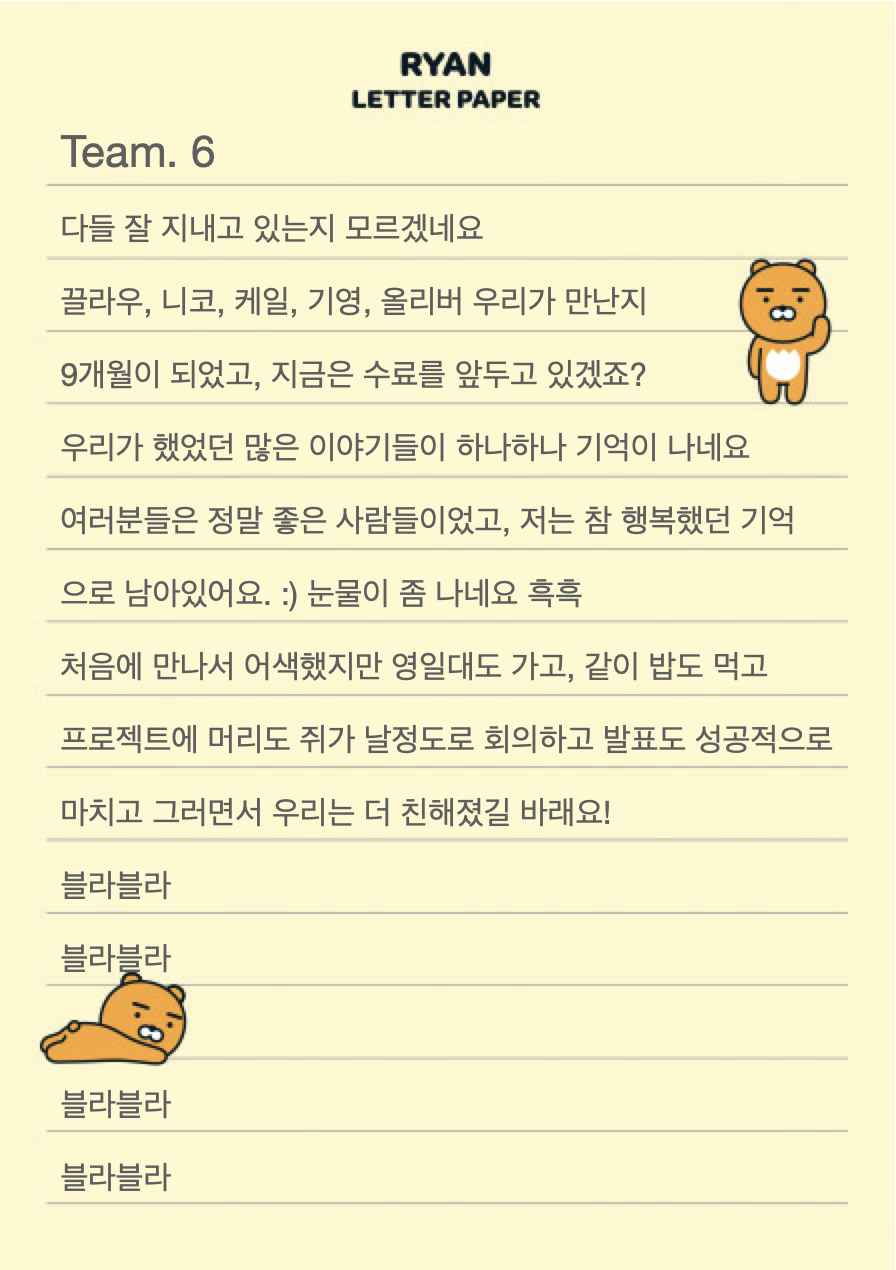 RYAN
LETTER PAPER
Team. 6
다들 잘 지내고 있는지 모르겠네요
끌라우, 니코, 케일, 기영, 올리버 우리가 만난지
9개월이 되었고, 지금은 수료를 앞두고 있겠죠?
우리가 했었던 많은 이야기들이 하나하나 기억이 나네요
여러분들은 정말 좋은 사람들이었고, 저는 참 행복했던 기억
으로 남아있어요. :) 눈물이 좀 나네요 흑흑
처음에 만나서 어색했지만 영일대도 가고, 같이 밥도 먹고
프로젝트에 머리도 쥐가 날정도로 회의하고 발표도 성공적으로
마치고 그러면서 우리는 더 친해졌길 바래요!
블라블라
블라블라
블라블라
블라블라